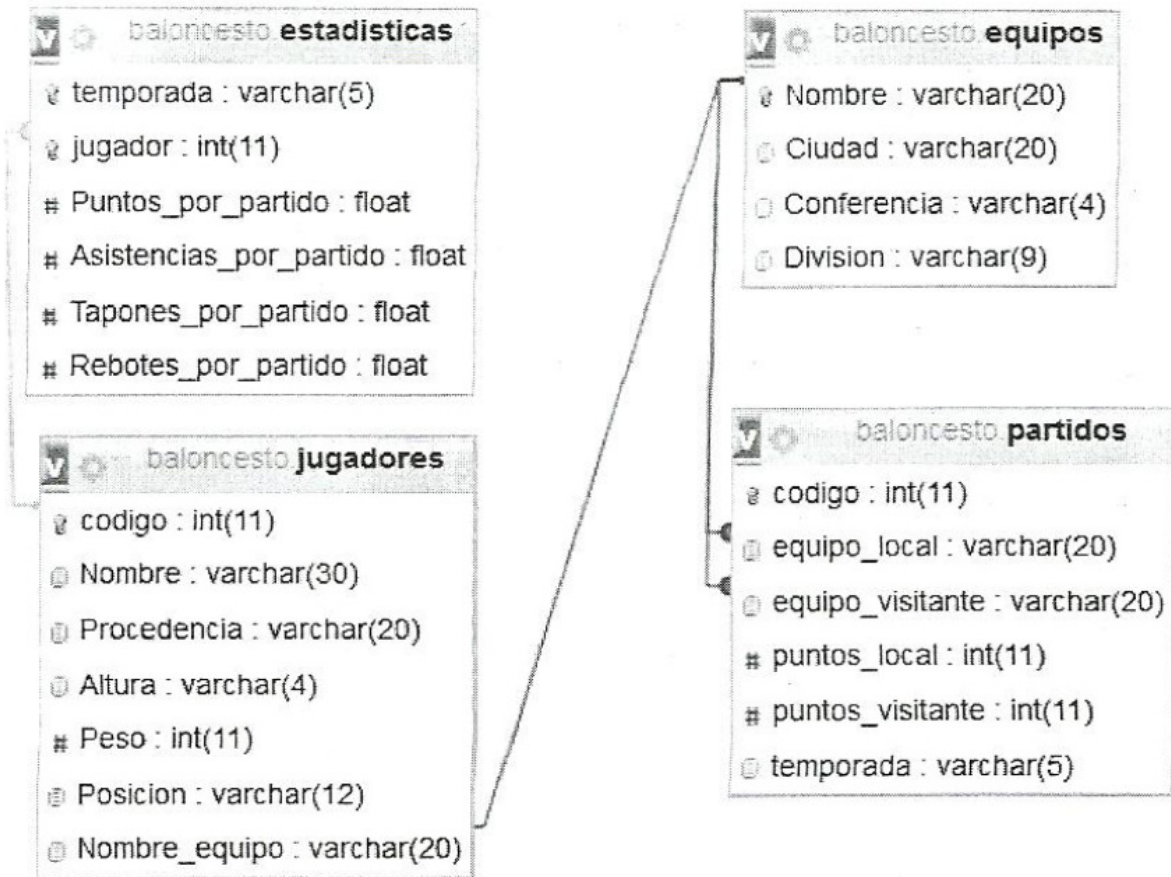 baloncesto estadisticas
temporada : varchar(5)
jugador : int(11)
# Puntos_por_partido : float
# Asistencias_por_partido : float
# Tapones_por_partido : float
# Rebotes_por_partido : float
baloncesto jugadores
codigo : int(11)
Nombre : varchar(30)
Procedencia : varchar(20)
Altura : varchar(4)
# Peso : int(11)
Posicion : varchar(12)
Nombre_equipo : varchar(20)
baloncesto equipos
Nombre : varchar(20)
Ciudad : varchar(20)
Conferencia : varchar(4)
Division : varchar(9)
baloncesto partidos
codigo : int(11)
equipo_local : varchar(20)
equipo_visitante : varchar(20)
# puntos_local : int(11)
# puntos_visitante : int(11)
temporada : varchar(5)